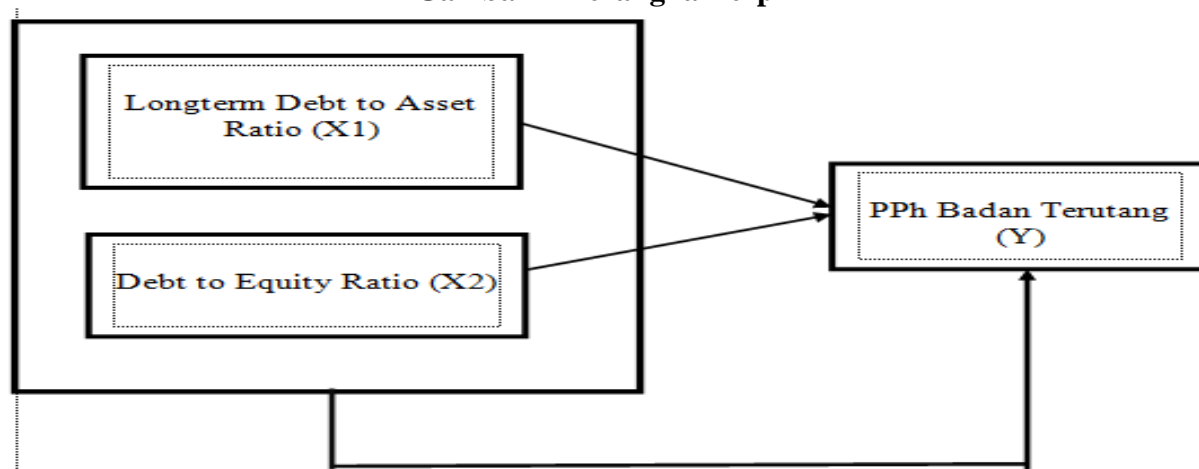 Longterm Debt to Asset
Ratio (X1)
PPh Badan Terutang
(Y)
Debt to Equity Ratio (X2)